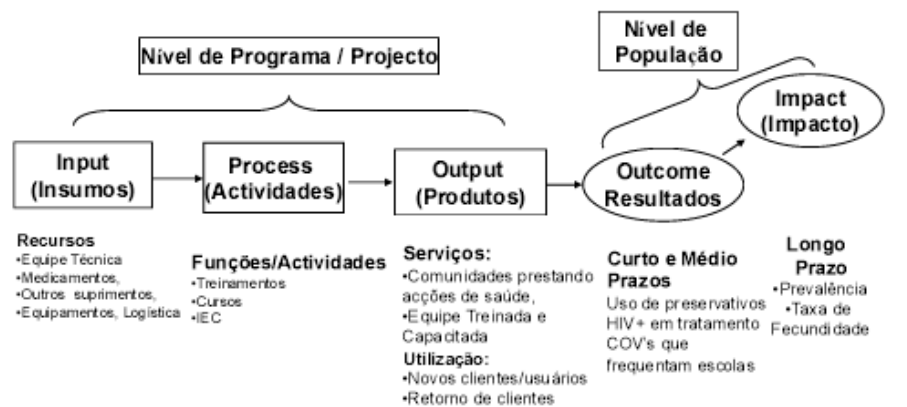 Nível de Programa / Projecto
Nível de
População
Input
(Insumos)
Process
(Actividades)
Output
(Produtos)
Outcome
Resultados
Impact
(Impacto)
Recursos
•Equipe Técnica
•Medicamentos,
•Outros suprimentos,
•Equipamentos, Logística
Funções/Actividades
•Treinamentos
•Cursos
•IEC
Serviços:
•Comunidades prestando
acções de saúde,
•Equipe Treinada e
Capacitada
Utilização:
•Novos clientes/usuários
•Retorno de clientes
Curto e Médio
Prazos
Uso de preservativos
HIV+ em tratamento
COV's que
frequentam escolas
Longo
Prazo
•Prevalência
•Taxa de
Fecundidade